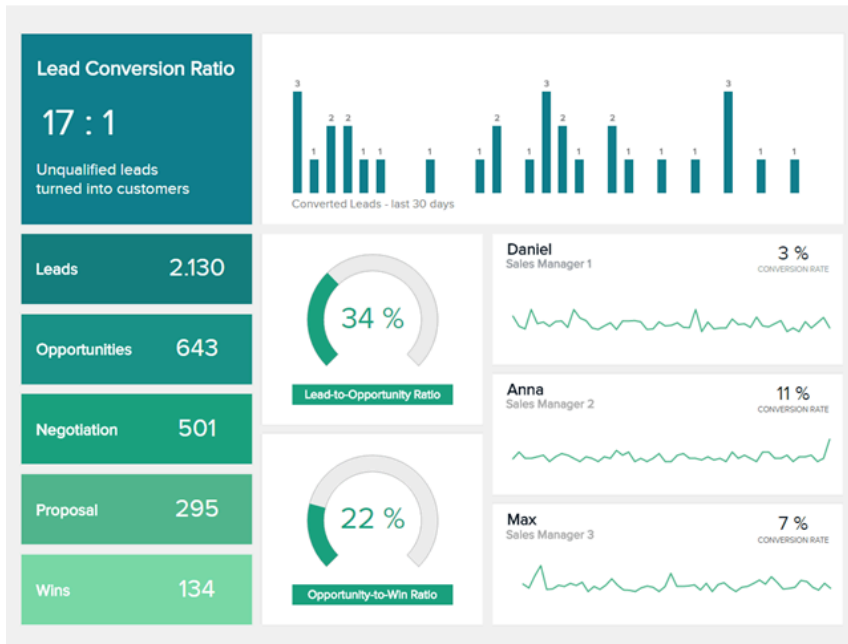 Lead Conversion Ratio
17 : 1
Unqualified leads
turned into customers
3 1 2 2 1 1 1 1 2 1 3 2 1 2 1 1 1 3 1 1
Converted Leads - last 30 days
Leads 2.130
Opportunities 643
Negotiation 501
Proposal 295
Wins 134
34 %
Lead-to-Opportunity Ratio
22 %
Opportunity-to-Win Ratio
Daniel 3 %
Sales Manager 1 CONVERSION RATE
Anna 11 %
Sales Manager 2 CONVERSION RATE
Max 7 %
Sales Manager 3 CONVERSION RATE